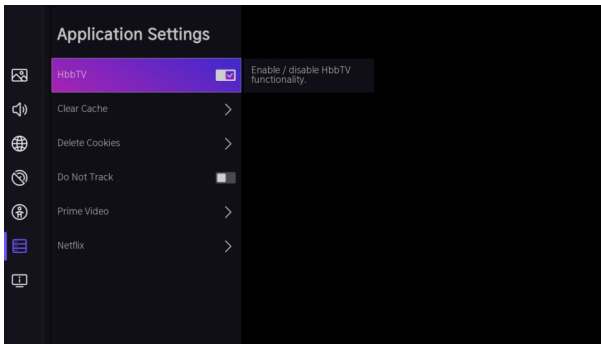 Application Settings
HbbTV
Enable / disable HbbTV
functionality.
Clear Cache
Delete Cookies
Do Not Track
Prime Video
Netflix